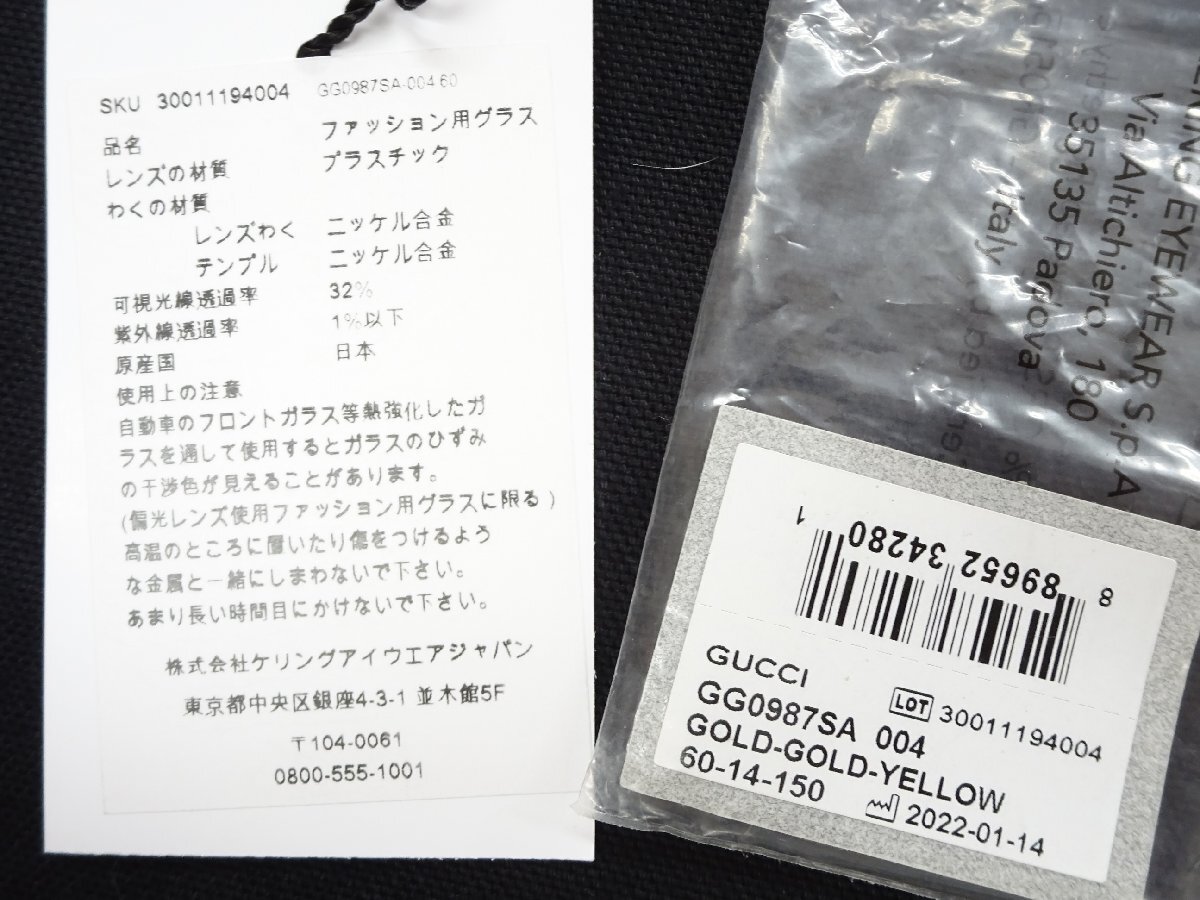 SKU 30011194004 GG0987SA-004 60
品名 ファッション用グラス
レンズの材質 プラスチック
わくの材質
レンズわく ニッケル合金
テンプル ニッケル合金
可視光線透過率 32%
紫外線透過率 1%以下
原産国 日本
使用上の注意
自動車のフロントガラス等熱強化したガ
ラスを通して使用するとガラスのひずみ
の干渉色が見えることがあります。
(偏光レンズ使用ファッション用グラスに限る)
高温のところに置いたり傷をつけるよう
な金属と一緒にしまわないで下さい。
あまり長い時間目にかけないで下さい。
株式会社ケリングアイウエアジャパン
東京都中央区銀座4-3-1 並木館5F
〒104-0061
0800-555-1001
EYEWEAR S.p.A
Via Altichiero, 180
35135 Padova
Italy
8 89652 34280 1
GUCCI
LOT 30011194004
GG0987SA 004
GOLD-GOLD-YELLOW
60-14-150
2022-01-14